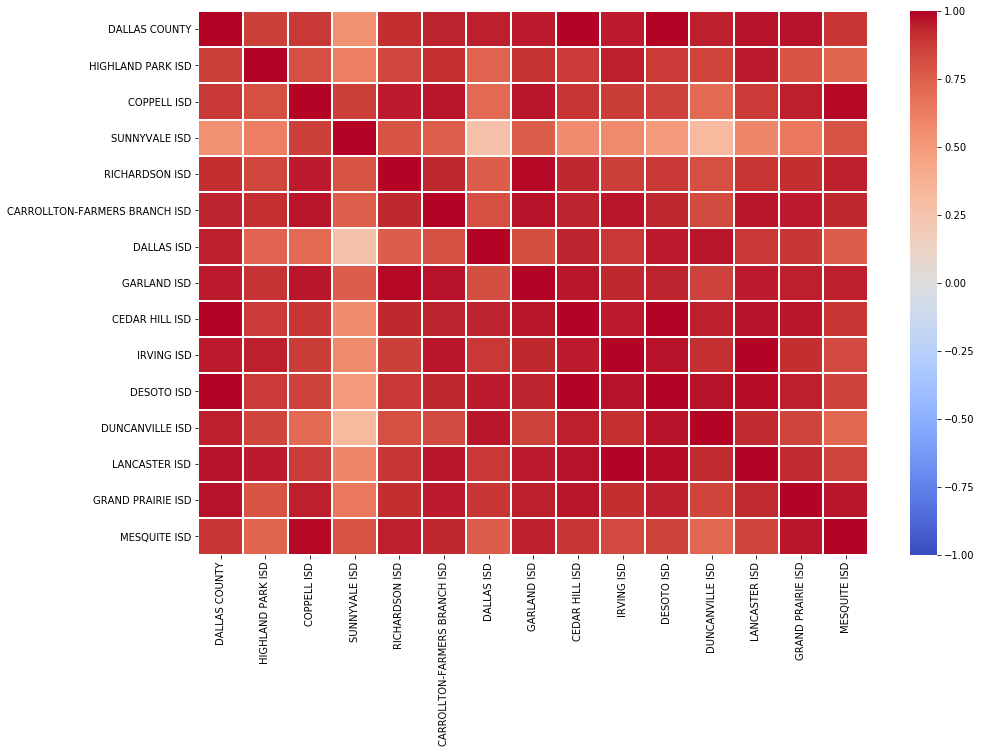 DALLAS COUNTY
HIGHLAND PARK ISD
COPPELL ISD
SUNNYVALE ISD
RICHARDSON ISD
CARROLLTON-FARMERS BRANCH ISD
DALLAS ISD
GARLAND ISD
CEDAR HILL ISD
IRVING ISD
DESOTO ISD
DUNCANVILLE ISD
LANCASTER ISD
GRAND PRAIRIE ISD
MESQUITE ISD
DALLAS COUNTY
HIGHLAND PARK ISD
COPPELL ISD
SUNNYVALE ISD
RICHARDSON ISD
CARROLLTON-FARMERS BRANCH ISD
DALLAS ISD
GARLAND ISD
CEDAR HILL ISD
IRVING ISD
DESOTO ISD
DUNCANVILLE ISD
LANCASTER ISD
GRAND PRAIRIE ISD
MESQUITE ISD
1.00
0.75
0.50
0.25
0.00
−0.25
−0.50
−0.75
−1.00